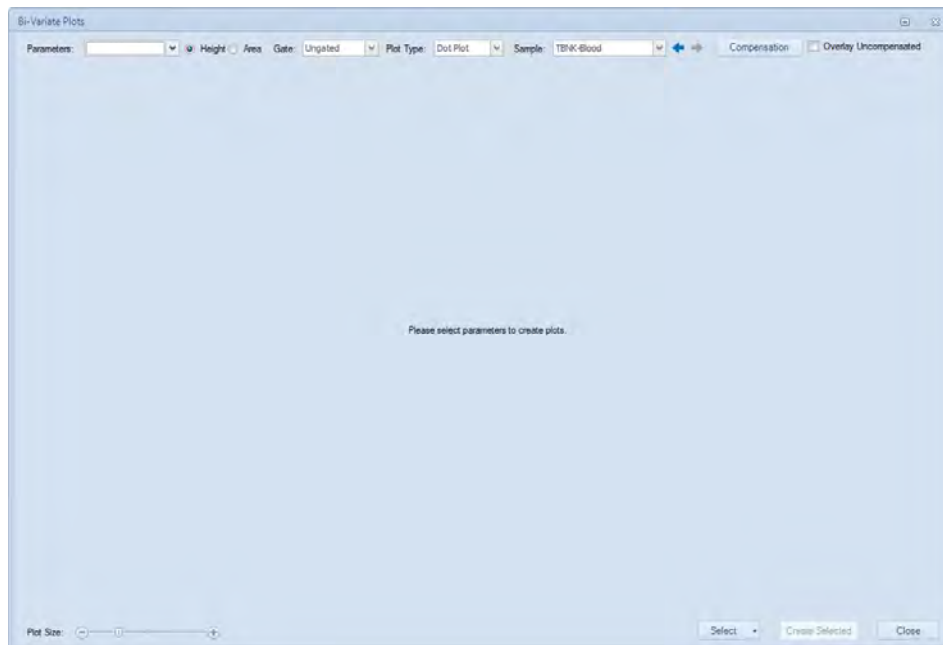 Bi-Variate Plots
Parameters: Height Area Gate: Ungated Plot Type: Dot Plot Sample: TBNK-Blood Compensation Overlay Uncompensated
Please select parameters to create plots.
Plot Size: Select Create Selected Close